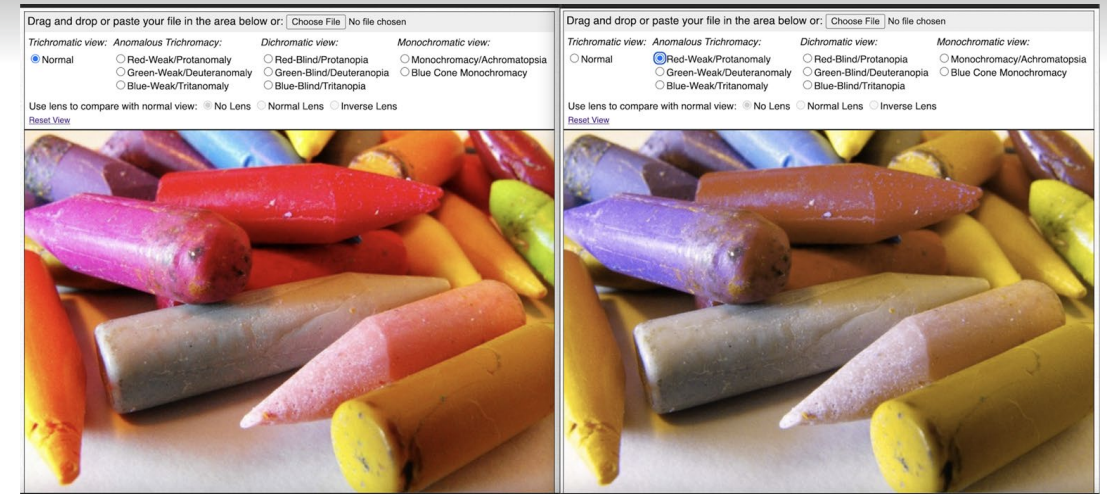 Drag and drop or paste your file in the area below or: Choose File No file chosen
Trichromatic view: Anomalous Trichromacy: Dichromatic view: Monochromatic view:
Normal Red-Weak/Protanomaly Red-Blind/Protanopia Monochromacy/Achromatopsia
Green-Weak/Deuteranomaly Green-Blind/Deuteranopia Blue Cone Monochromacy
Blue-Weak/Tritanomaly Blue-Blind/Tritanopia
Use lens to compare with normal view: No Lens Normal Lens Inverse Lens
Reset View
Drag and drop or paste your file in the area below or: Choose File No file chosen
Trichromatic view: Anomalous Trichromacy: Dichromatic view: Monochromatic view:
Normal Red-Weak/Protanomaly Red-Blind/Protanopia Monochromacy/Achromatopsia
Green-Weak/Deuteranomaly Green-Blind/Deuteranopia Blue Cone Monochromacy
Blue-Weak/Tritanomaly Blue-Blind/Tritanopia
Use lens to compare with normal view: No Lens Normal Lens Inverse Lens
Reset View